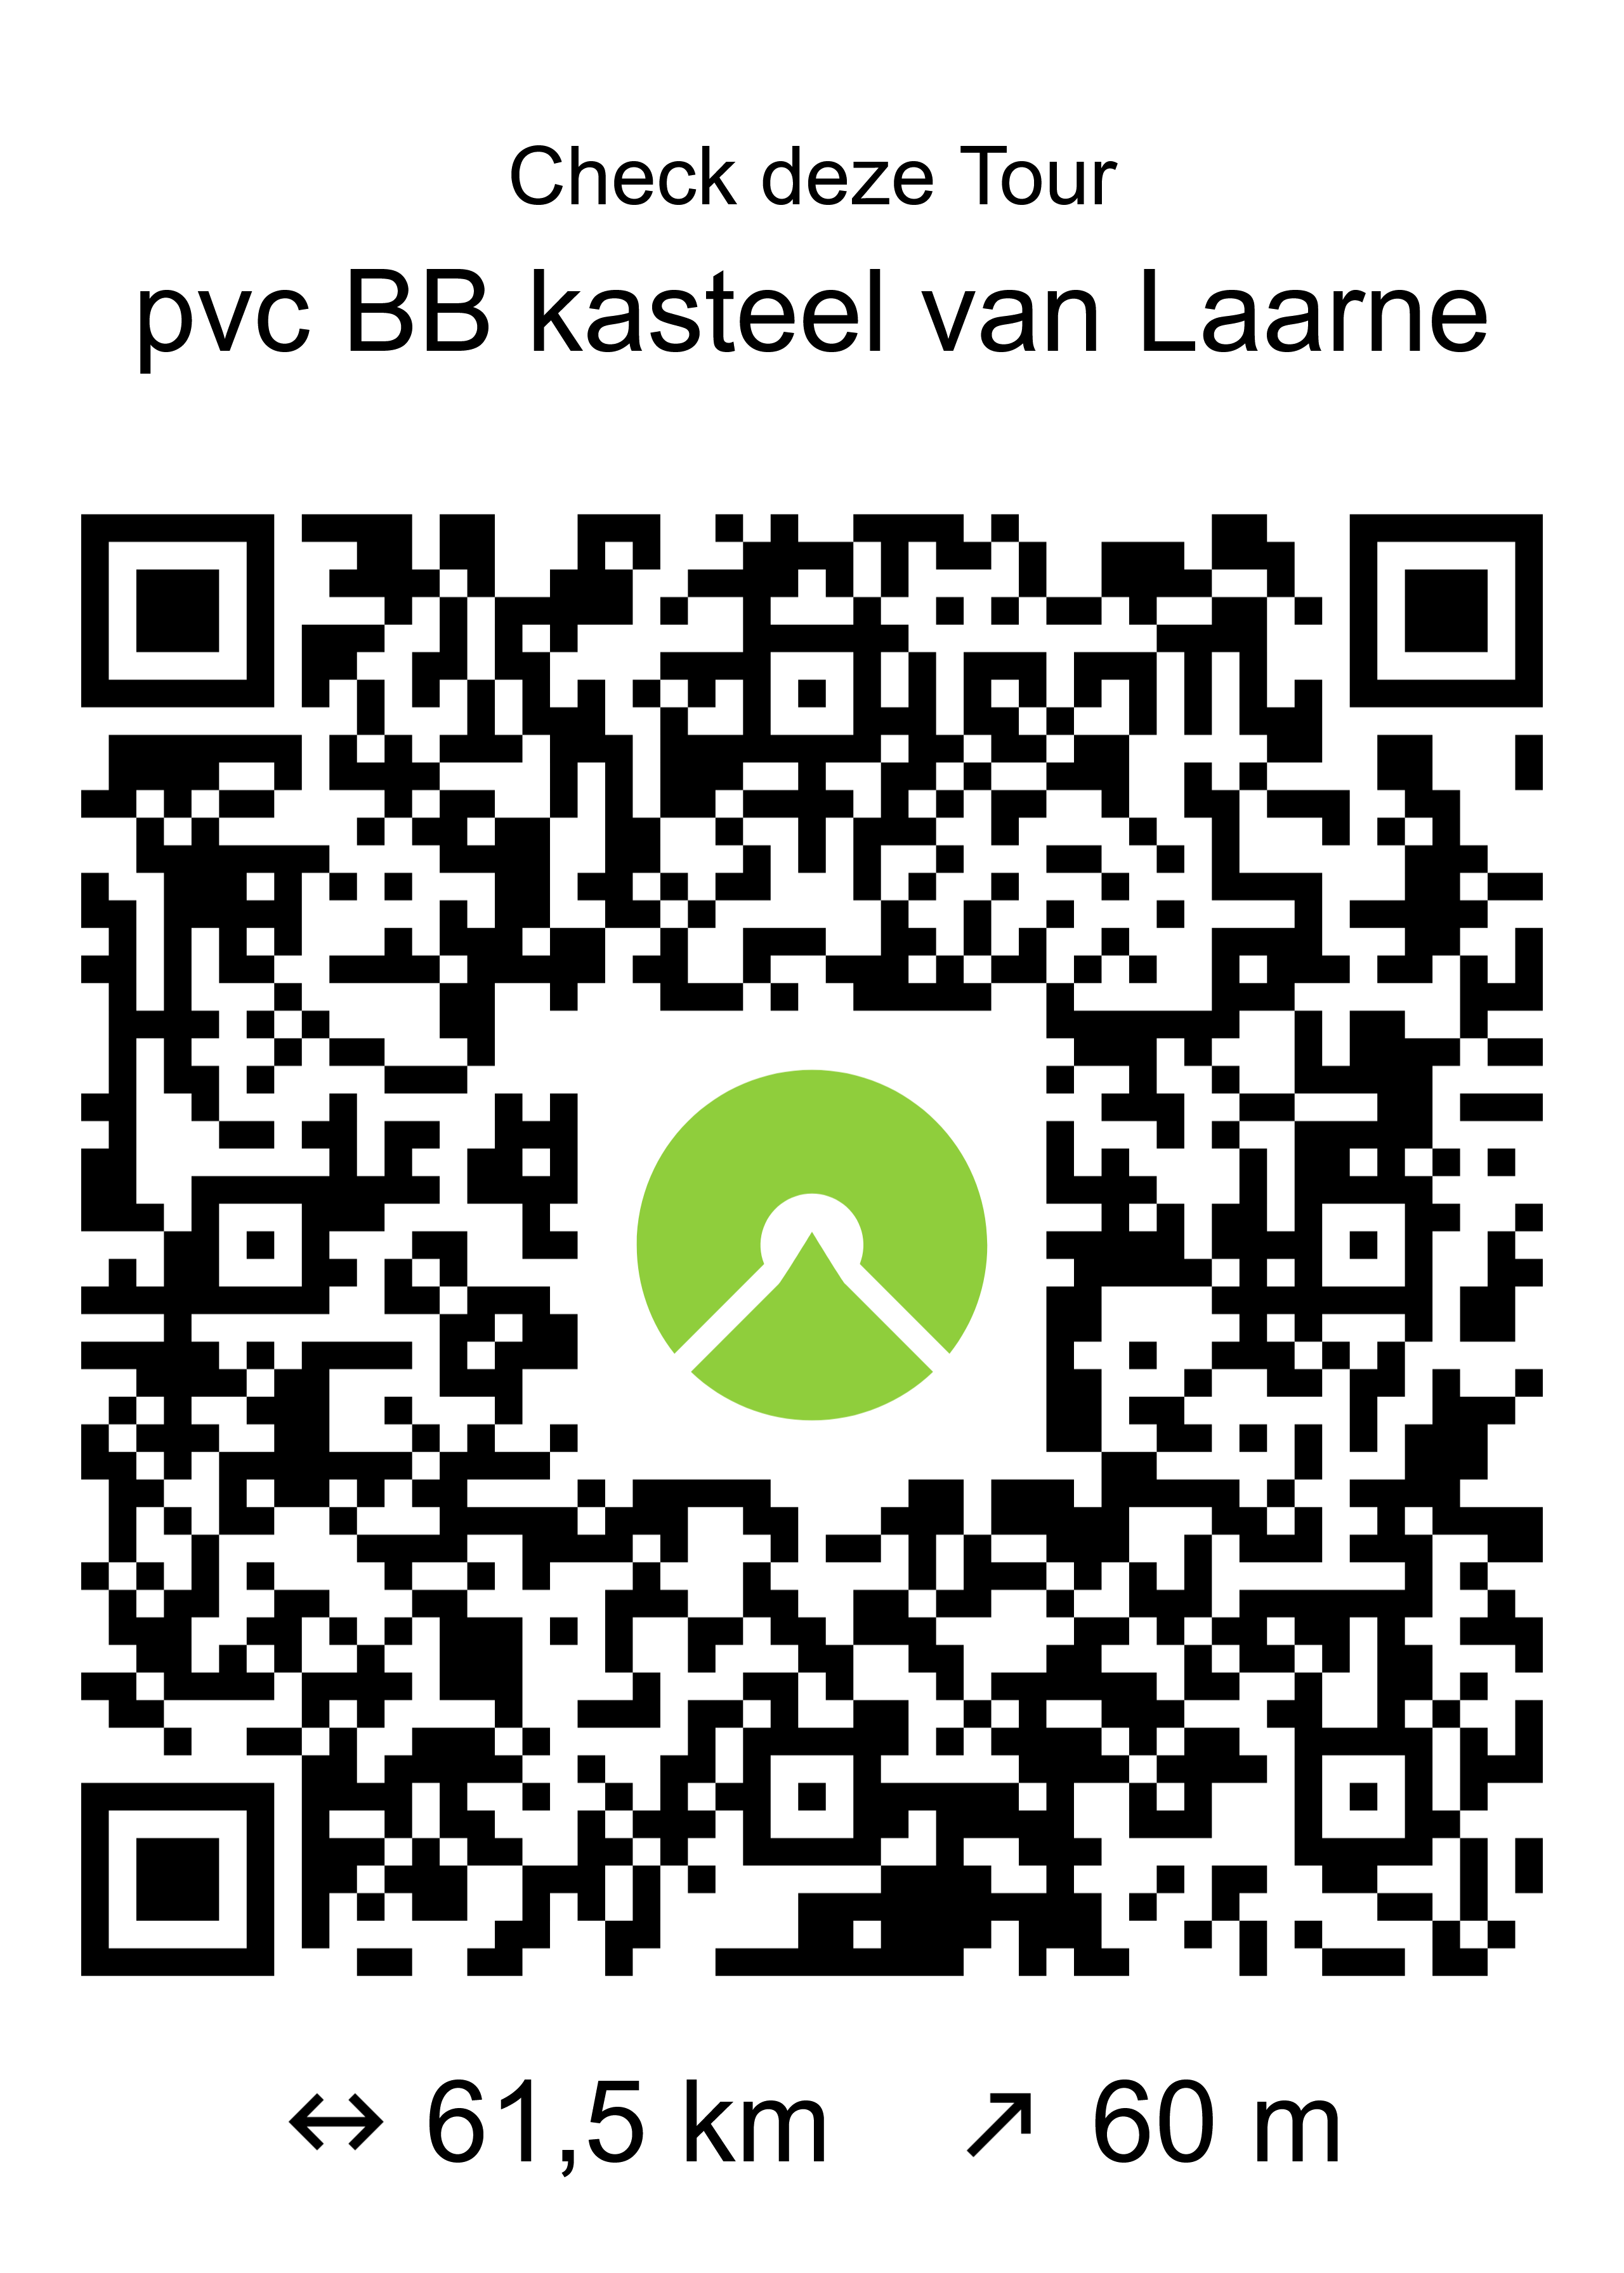 Check deze Tour
pvc BB kasteel van Laarne
↔ 61,5 km ↗ 60 m